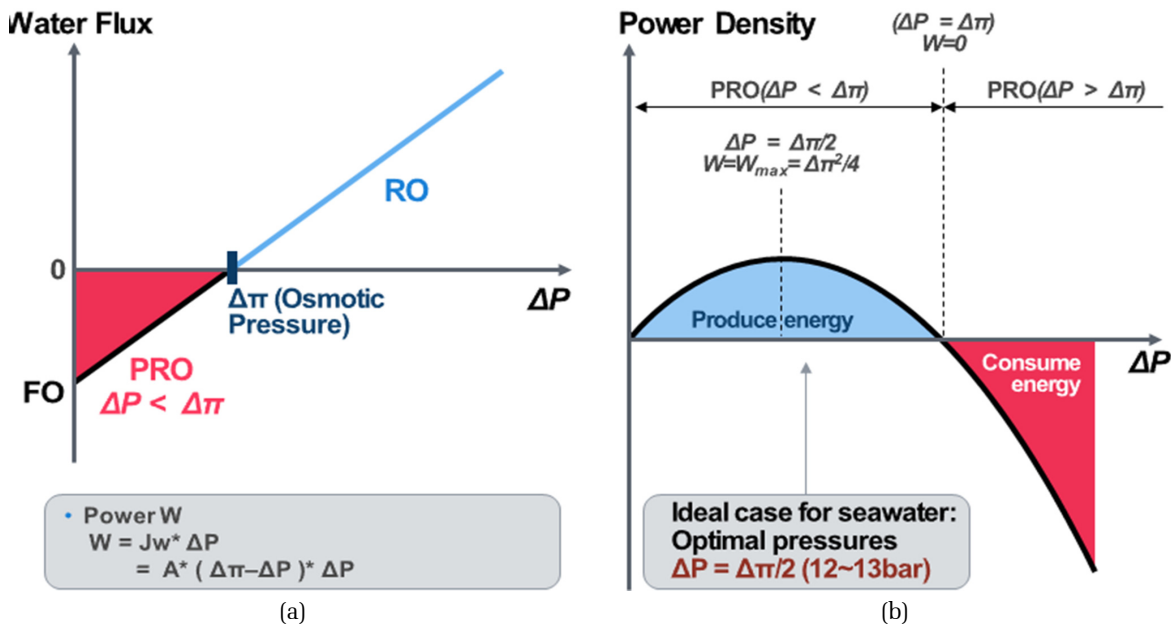 Water Flux
0
RO
Δπ (Osmotic
Pressure)
ΔP
PRO
ΔP < Δπ
FO
• Power W
W = Jw* ΔP
= A* ( Δπ–ΔP )* ΔP
(a)
Power Density
(ΔP = Δπ)
W=0
PRO(ΔP < Δπ)
PRO(ΔP > Δπ)
ΔP = Δπ/2
W=Wmax=Δπ²/4
Produce energy
Consume
energy
ΔP
Ideal case for seawater:
Optimal pressures
ΔP = Δπ/2 (12~13bar)
(b)